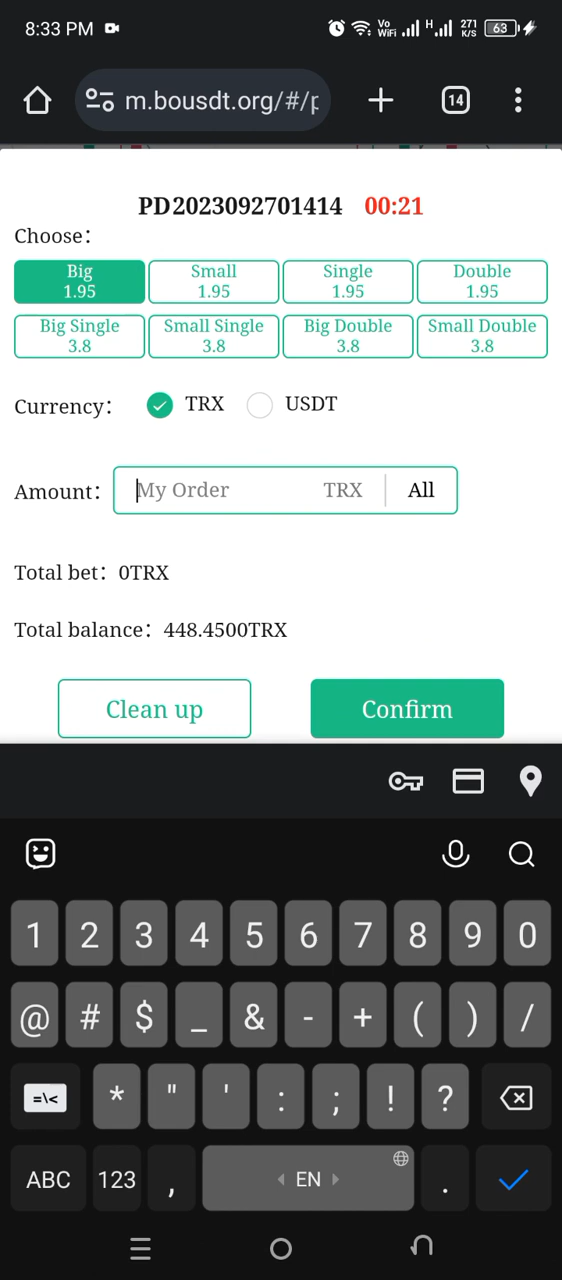 8:33 PM Vo WiFi H 271 K/S 63
m.bousdt.org/#/p 14
PD2023092701414 00:21
Choose：
Big Small Single Double
1.95 1.95 1.95 1.95
Big Single Small Single Big Double Small Double
3.8 3.8 3.8 3.8
Currency： TRX USDT
Amount： My Order TRX All
Total bet：0TRX
Total balance：448.4500TRX
Clean up Confirm
1 2 3 4 5 6 7 8 9 0
@ # $ _ & - + ( ) /
=\< * " ' : ; ! ?
ABC 123 , EN .